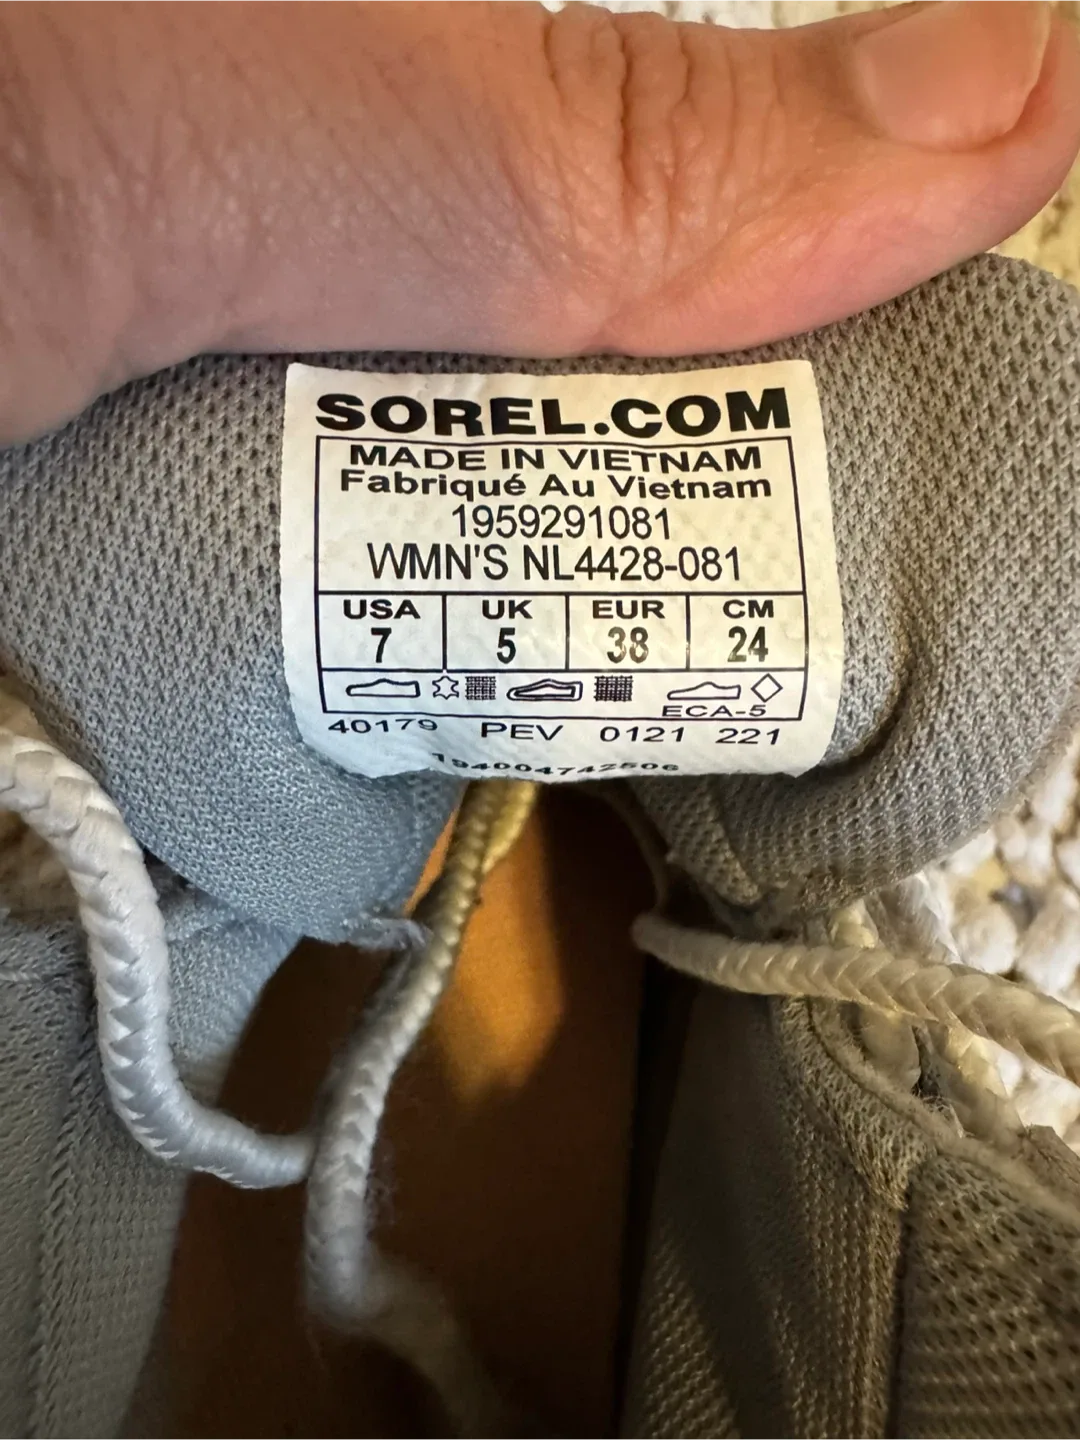 SOREL.COM
MADE IN VIETNAM
Fabriqué Au Vietnam
1959291081
WMN'S NL4428-081
USA UK EUR CM
7 5 38 24
ECA-5
40179 PEV 0121 221
194004742506